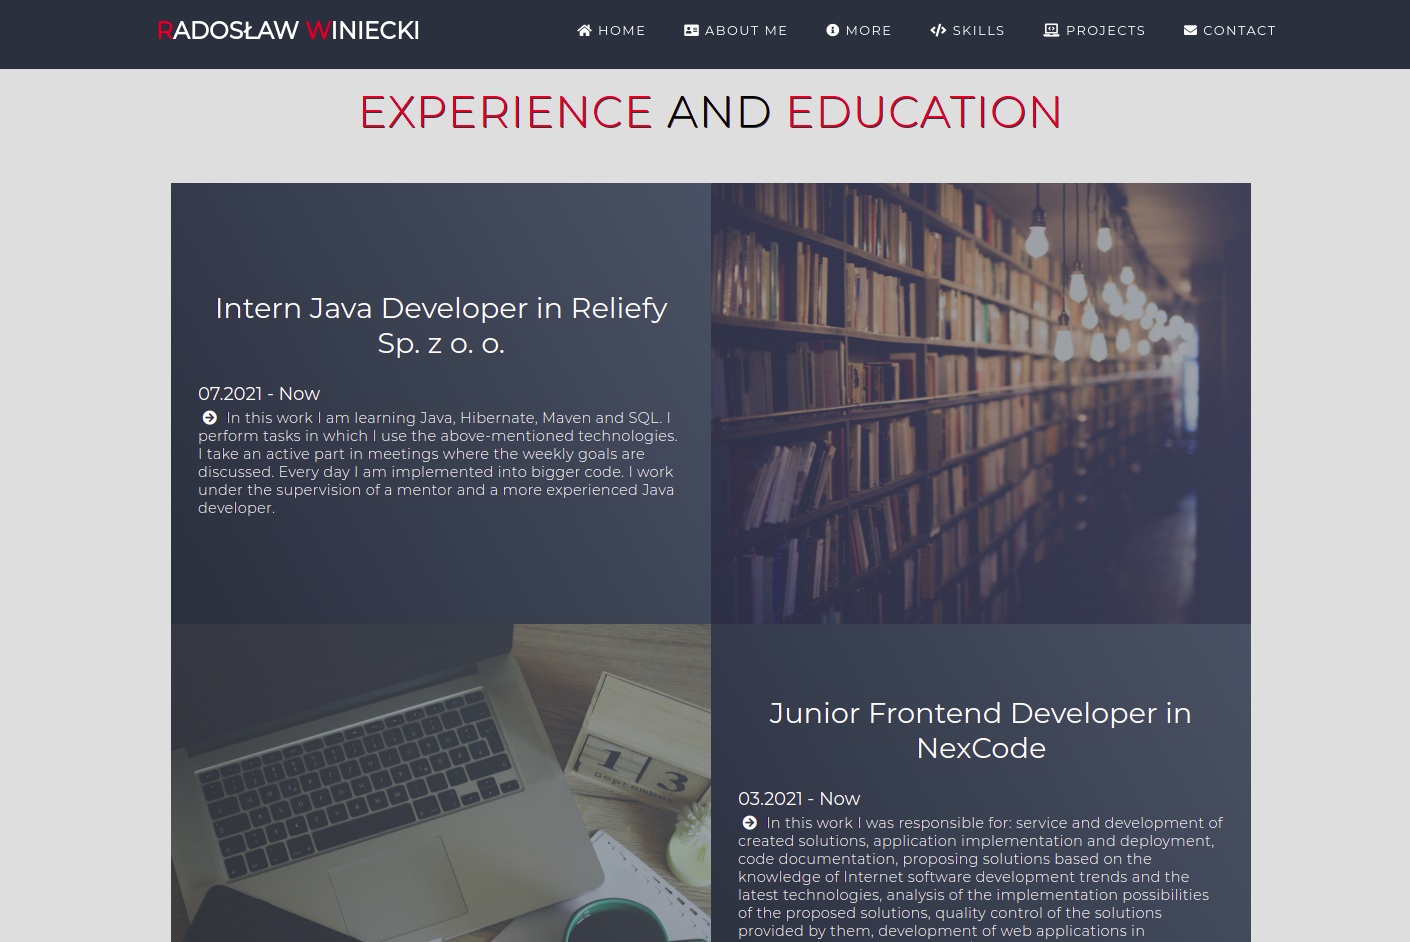 RADOSŁAW WINIECKI
HOME
ABOUT ME
MORE
SKILLS
PROJECTS
CONTACT
EXPERIENCE AND EDUCATION
Intern Java Developer in Reliefy
Sp. z o. o.
07.2021 - Now
In this work I am learning Java, Hibernate, Maven and SQL. I
perform tasks in which I use the above-mentioned technologies.
I take an active part in meetings where the weekly goals are
discussed. Every day I am implemented into bigger code. I work
under the supervision of a mentor and a more experienced Java
developer.
13
september
Junior Frontend Developer in
NexCode
03.2021 - Now
In this work I was responsible for: service and development of
created solutions, application implementation and deployment,
code documentation, proposing solutions based on the
knowledge of Internet software development trends and the
latest technologies, analysis of the implementation possibilities
of the proposed solutions, quality control of the solutions
provided by them, development of web applications in